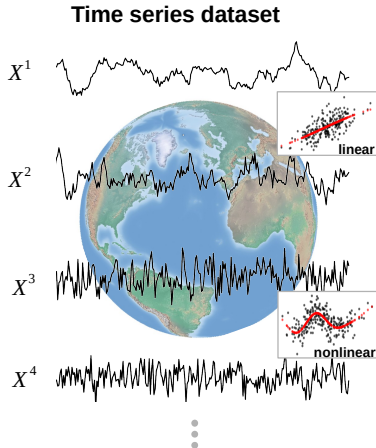 Time series dataset
X¹
linear
X²
X³
nonlinear
X⁴